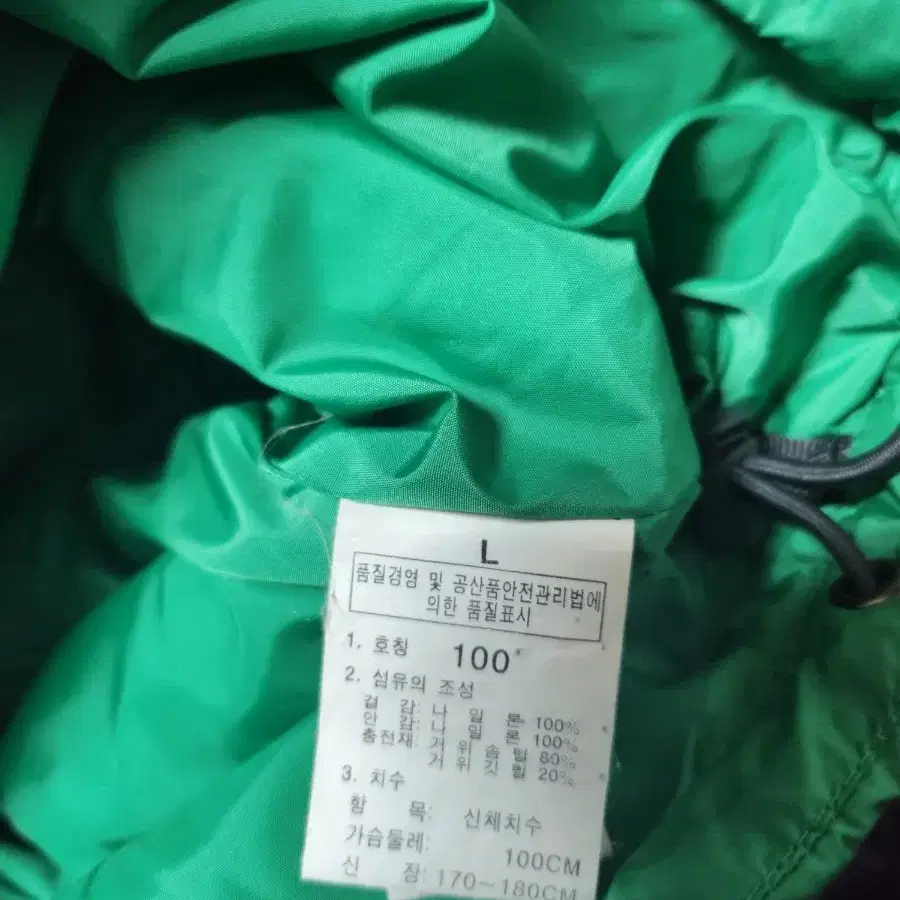 L
품질경영 및 공산품안전관리법에
의한 품질표시
1. 호칭 100
2. 섬유의 조성
겉 감: 나 일 론 100%
안 감: 나 일 론 100%
충전재: 거 위 솜 털 80%
거 위 깃 털 20%
3. 치수
항 목: 신체치수
가슴둘레: 100CM
신 장: 170~180CM